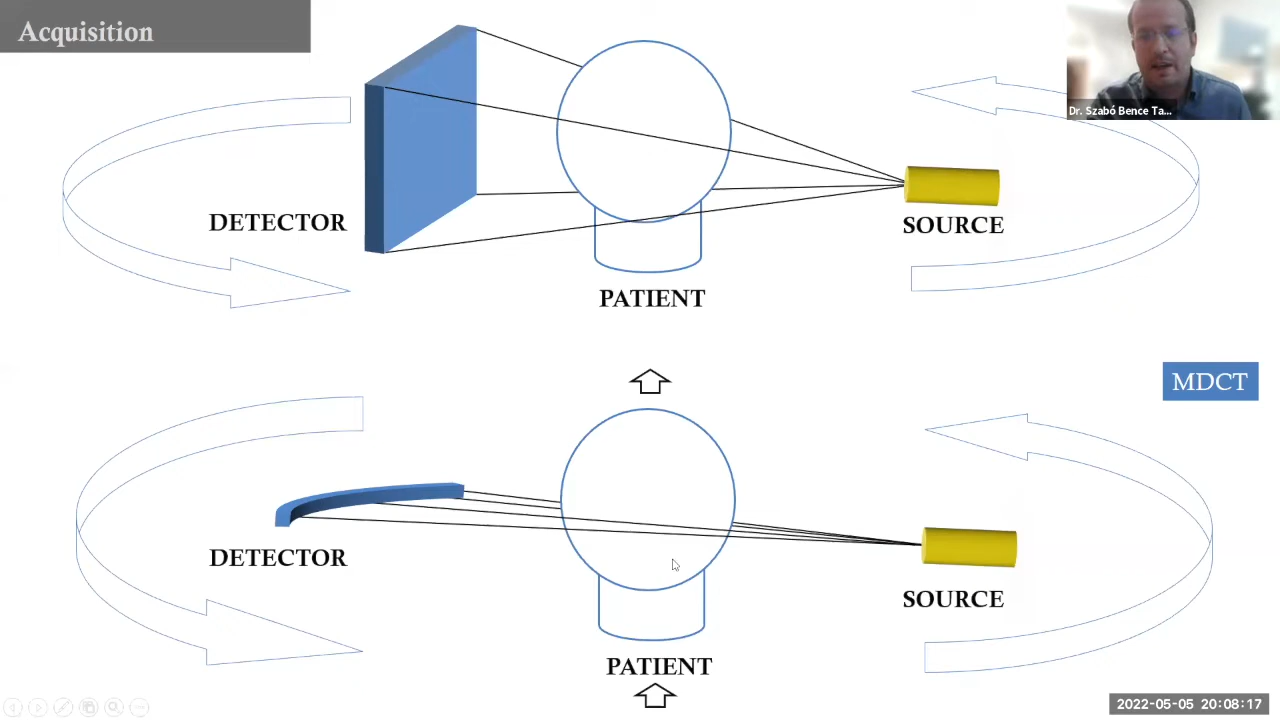 Acquisition
Dr. Szabó Bence Ta...
DETECTOR
SOURCE
PATIENT
MDCT
DETECTOR
SOURCE
PATIENT
2022-05-05 20:08:17